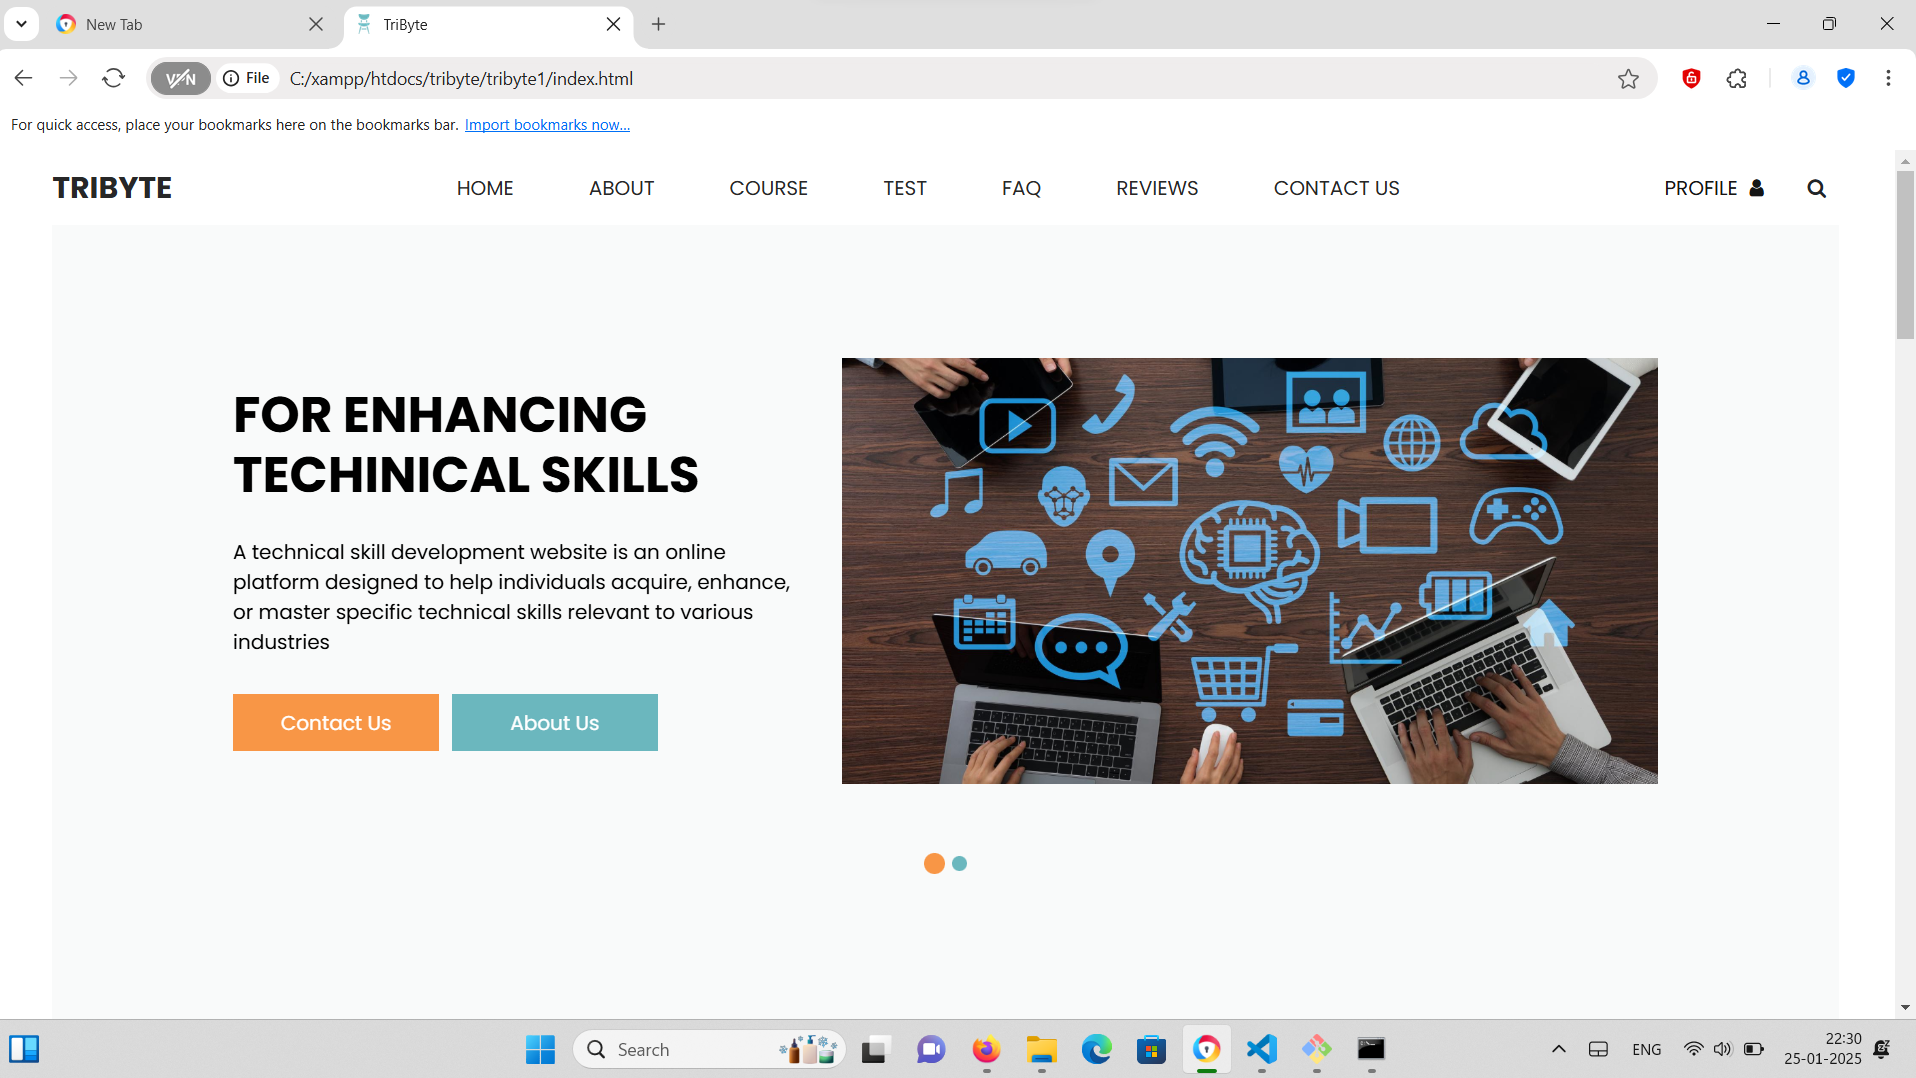 New Tab
TriByte
VPN
File
C:/xampp/htdocs/tribyte/tribyte1/index.html
For quick access, place your bookmarks here on the bookmarks bar. Import bookmarks now...
TRIBYTE
HOME
ABOUT
COURSE
TEST
FAQ
REVIEWS
CONTACT US
PROFILE
FOR ENHANCING
TECHINICAL SKILLS
A technical skill development website is an online
platform designed to help individuals acquire, enhance,
or master specific technical skills relevant to various
industries
Contact Us
About Us
Search
ENG
22:30
25-01-2025